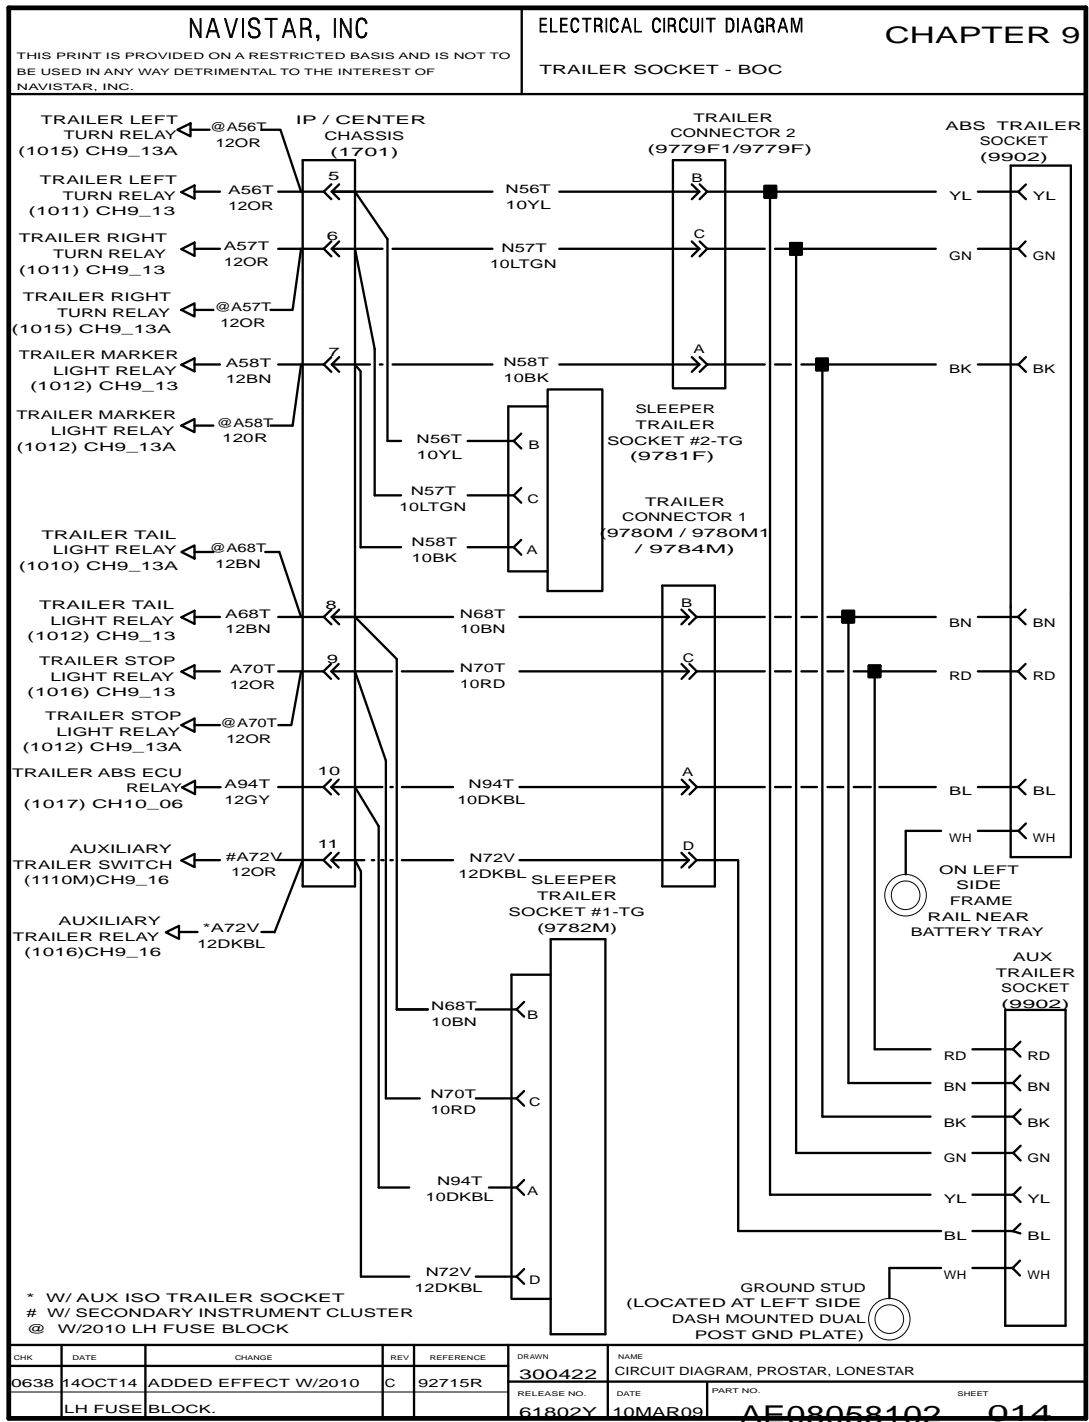 NAVISTAR, INC
THIS PRINT IS PROVIDED ON A RESTRICTED BASIS AND IS NOT TO
BE USED IN ANY WAY DETRIMENTAL TO THE INTEREST OF
NAVISTAR, INC.
ELECTRICAL CIRCUIT DIAGRAM
TRAILER SOCKET - BOC
CHAPTER 9
TRAILER LEFT
TURN RELAY
(1015) CH9_13A
@A56T
12OR
TRAILER LEFT
TURN RELAY
(1011) CH9_13
A56T
12OR
TRAILER RIGHT
TURN RELAY
(1011) CH9_13
A57T
12OR
TRAILER RIGHT
TURN RELAY
(1015) CH9_13A
@A57T
12OR
TRAILER MARKER
LIGHT RELAY
(1012) CH9_13
A58T
12BN
TRAILER MARKER
LIGHT RELAY
(1012) CH9_13A
@A58T
120R
TRAILER TAIL
LIGHT RELAY
(1010) CH9_13A
@A68T
12BN
TRAILER TAIL
LIGHT RELAY
(1012) CH9_13
A68T
12BN
TRAILER STOP
LIGHT RELAY
(1016) CH9_13
A70T
12OR
TRAILER STOP
LIGHT RELAY
(1012) CH9_13A
@A70T
12OR
TRAILER ABS ECU
RELAY
(1017) CH10_06
A94T
12GY
AUXILIARY
TRAILER SWITCH
(1110M)CH9_16
#A72V
12OR
AUXILIARY
TRAILER RELAY
(1016)CH9_16
*A72V
12DKBL
IP / CENTER
CHASSIS
(1701)
5
6
7
8
9
10
11
N56T
10YL
N57T
10LTGN
N58T
10BK
TRAILER
CONNECTOR 2
(9779F1/9779F)
B
C
A
N56T
10YL
N57T
10LTGN
N58T
10BK
B
C
A
SLEEPER
TRAILER
SOCKET #2-TG
(9781F)
TRAILER
CONNECTOR 1
(9780M / 9780M1
/ 9784M)
N68T
10BN
N70T
10RD
N94T
10DKBL
N72V
12DKBL
B
C
A
D
SLEEPER
TRAILER
SOCKET #1-TG
(9782M)
N68T
10BN
N70T
10RD
N94T
10DKBL
N72V
12DKBL
B
C
A
D
ABS TRAILER
SOCKET
(9902)
YL YL
GN GN
BK BK
BN BN
RD RD
BL BL
WH WH
ON LEFT
SIDE
FRAME
RAIL NEAR
BATTERY TRAY
AUX
TRAILER
SOCKET
(9902)
RD RD
BN BN
BK BK
GN GN
YL YL
BL BL
WH WH
GROUND STUD
(LOCATED AT LEFT SIDE
DASH MOUNTED DUAL
POST GND PLATE)
* W/ AUX ISO TRAILER SOCKET
# W/ SECONDARY INSTRUMENT CLUSTER
@ W/2010 LH FUSE BLOCK
CHK DATE CHANGE REV REFERENCE
0638 14OCT14 ADDED EFFECT W/2010 C 92715R
LH FUSE BLOCK.
DRAWN
300422
NAME
CIRCUIT DIAGRAM, PROSTAR, LONESTAR
RELEASE NO.
61802Y
DATE
10MAR09
PART NO.
AE08058102
SHEET
014